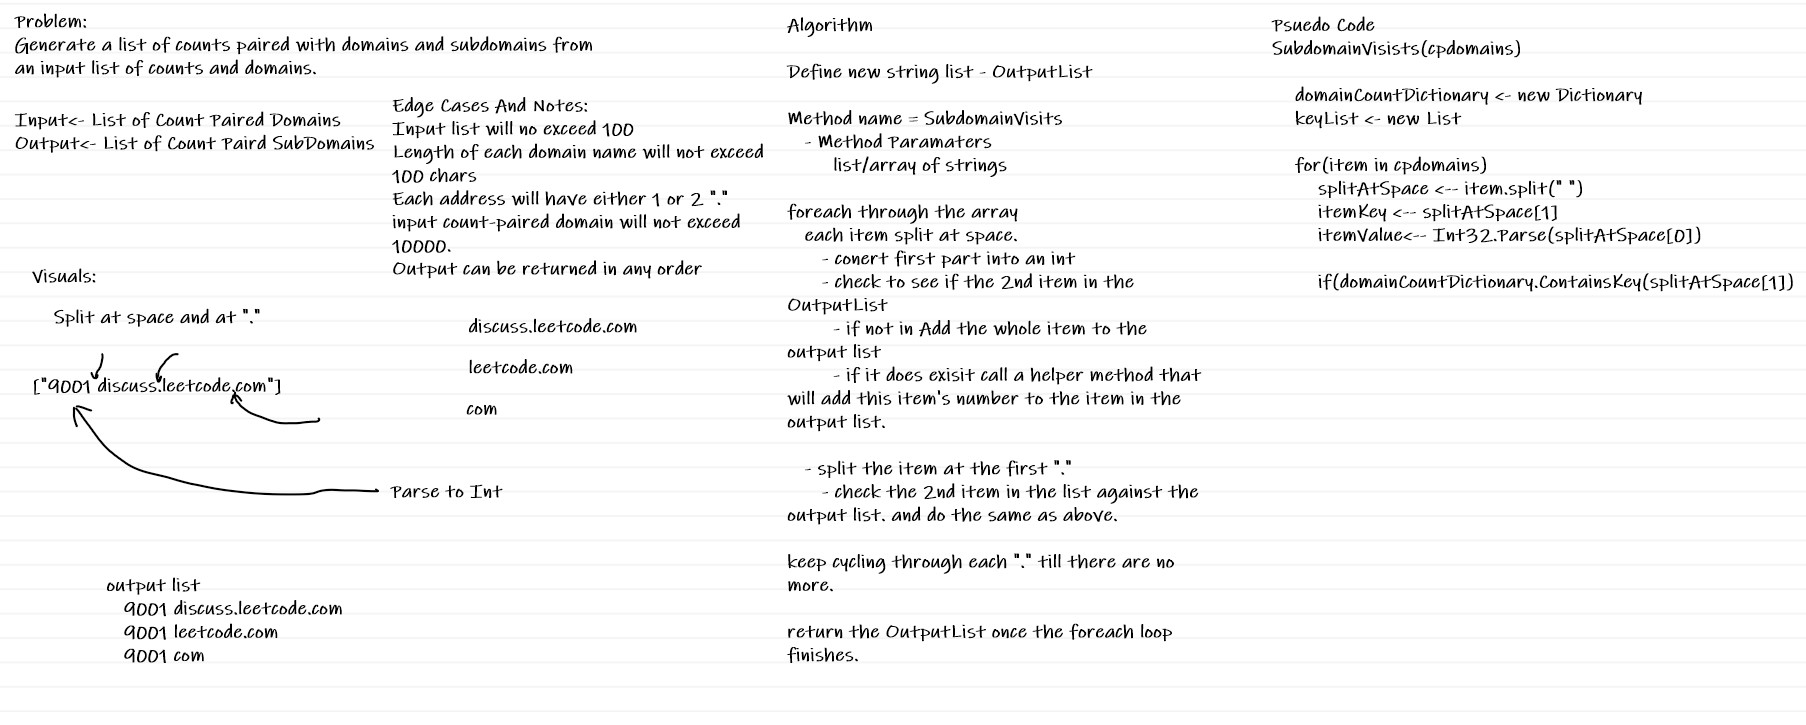 Problem:
Generate a list of counts paired with domains and subdomains from
an input list of counts and domains.
Input<- List of Count Paired Domains
Output<- List of Count Paird SubDomains
Edge Cases And Notes:
Input list will no exceed 100
Length of each domain name will not exceed
100 chars
Each address will have either 1 or 2 "."
input count-paired domain will not exceed
10000.
Output can be returned in any order
Visuals:
Split at space and at "."
["9001 discuss.leetcode.com"]
discuss.leetcode.com
leetcode.com
com
Parse to Int
output list
9001 discuss.leetcode.com
9001 leetcode.com
9001 com
Algorithm
Define new string list - OutputList
Method name = SubdomainVisits
- Method Paramaters
list/array of strings
foreach through the array
each item split at space.
- conert first part into an int
- check to see if the 2nd item in the
OutputList
- if not in Add the whole item to the
output list
- if it does exisit call a helper method that
will add this item's number to the item in the
output list.
- split the item at the first "."
- check the 2nd item in the list against the
output list. and do the same as above.
keep cycling through each "." till there are no
more.
return the OutputList once the foreach loop
finishes.
Psuedo Code
SubdomainVisists(cpdomains)
domainCountDictionary <- new Dictionary
keyList <- new List
for(item in cpdomains)
splitAtSpace <-- item.split(" ")
itemKey <-- splitAtSpace[1]
itemValue<-- Int32.Parse(splitAtSpace[0])
if(domainCountDictionary.ContainsKey(splitAtSpace[1])